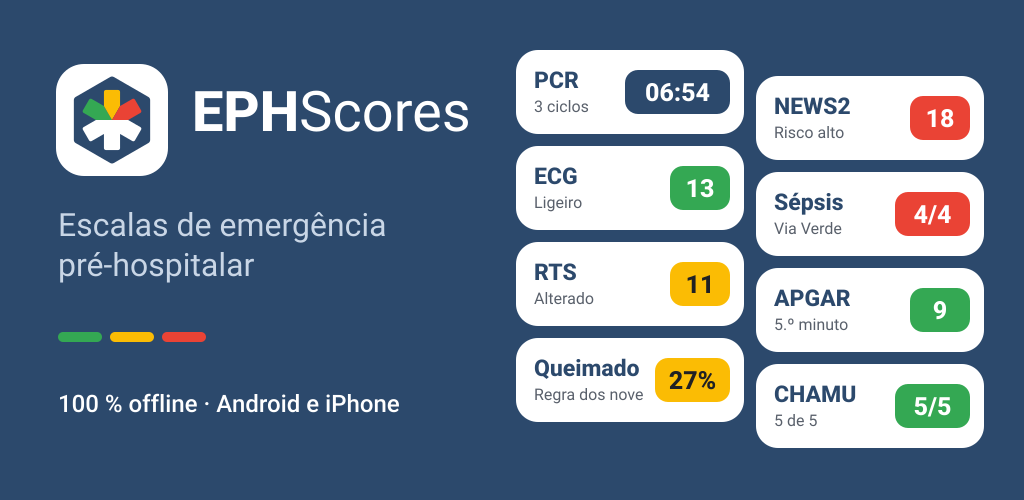 EPHScores
Escalas de emergência
pré-hospitalar
100 % offline · Android e iPhone
PCR
3 ciclos
06:54
ECG
Ligeiro
13
RTS
Alterado
11
Queimado
Regra dos nove
27%
NEWS2
Risco alto
18
Sépsis
Via Verde
4/4
APGAR
5.º minuto
9
CHAMU
5 de 5
5/5